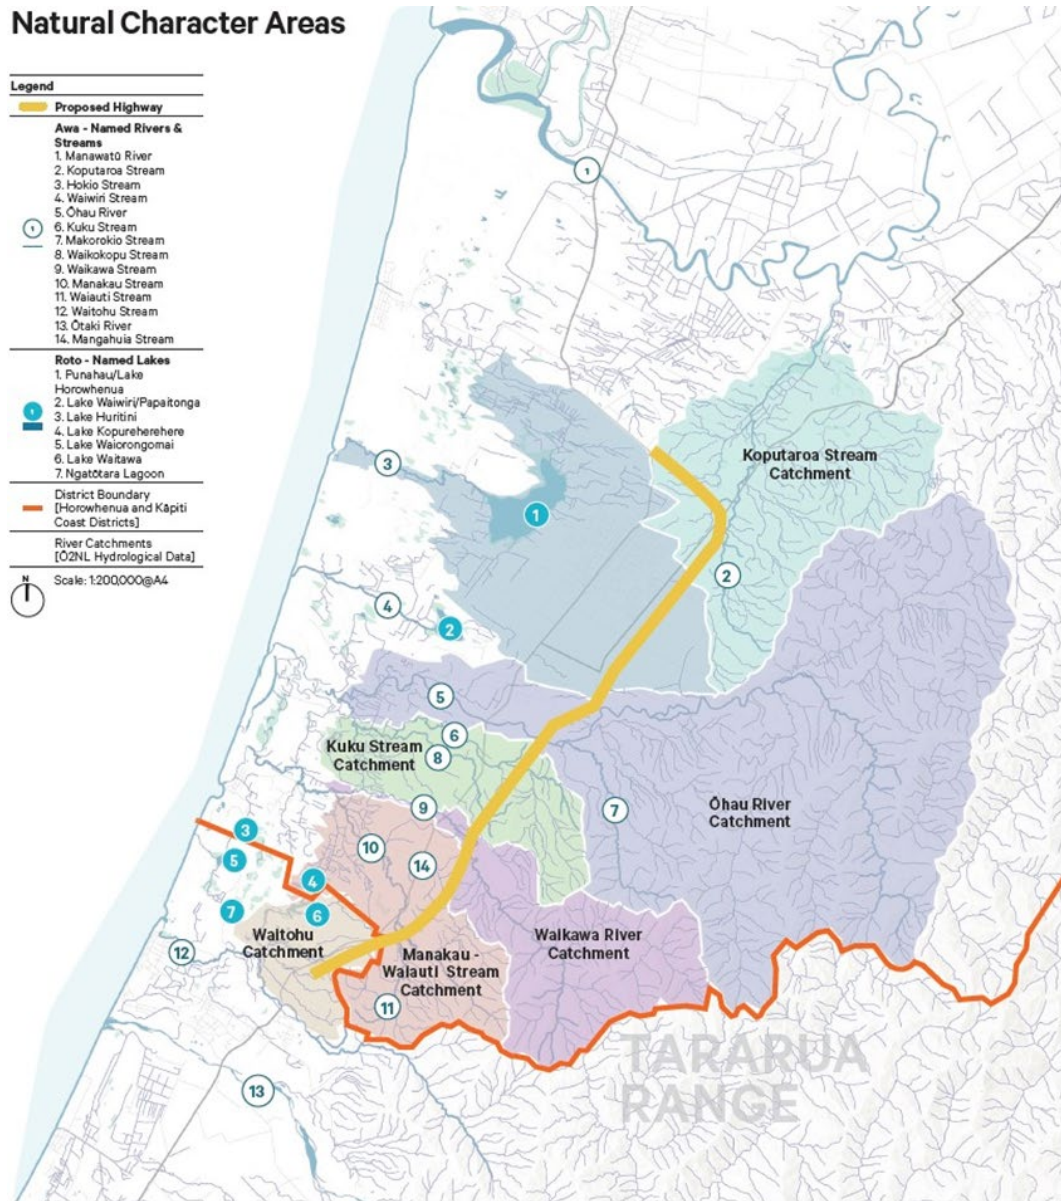 Natural Character Areas
Legend
Proposed Highway
Awa - Named Rivers &
Streams
1. Manawatū River
2. Koputaroa Stream
3. Hokio Stream
4. Waiwiri Stream
5. Ōhau River
6. Kuku Stream
7. Makorokio Stream
8. Waikokopu Stream
9. Waikawa Stream
10. Manakau Stream
11. Waiauti Stream
12. Waitohu Stream
13. Ōtaki River
14. Mangahuia Stream
1
Roto - Named Lakes
1. Punahau/Lake
Horowhenua
2. Lake Waiwiri/Papaitonga
3. Lake Huritini
4. Lake Kopureherehere
5. Lake Waiorongomai
6. Lake Waitawa
7. Ngatōtara Lagoon
1
District Boundary
[Horowhenua and Kāpiti
Coast Districts]
River Catchments
[Ō2NL Hydrological Data]
N
Scale: 1:200,000@A4
1
3
1
Koputaroa Stream
Catchment
2
4
2
5
6
Kuku Stream
Catchment
8
9
7
Ōhau River
Catchment
3
5
10
14
4
7
6
Waitohu
Catchment
12
Waikawa River
Catchment
Manakau -
Waiauti Stream
Catchment
11
13
TARARUA
RANGE